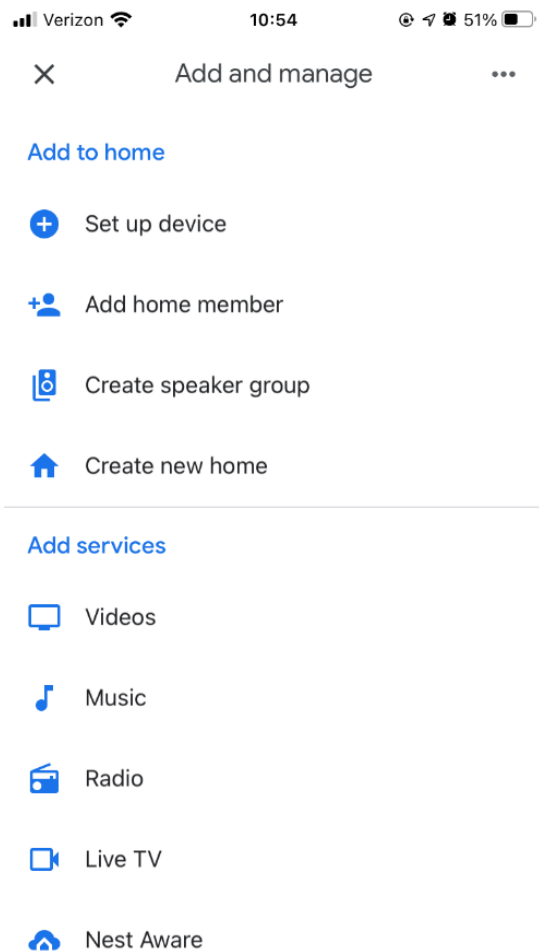 Verizon 10:54 51%
Add and manage
Add to home
Set up device
Add home member
Create speaker group
Create new home
Add services
Videos
Music
Radio
Live TV
Nest Aware